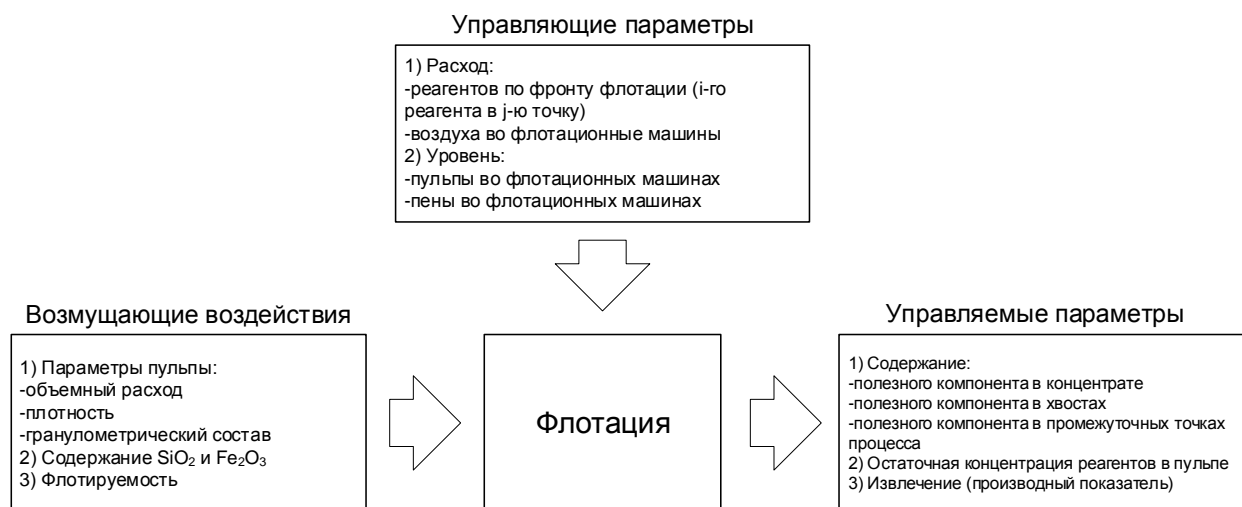 Управляющие параметры
1) Расход:
-реагентов по фронту флотации (i-го
реагента в j-ю точку)
-воздуха во флотационные машины
2) Уровень:
-пульпы во флотационных машинах
-пены во флотационных машинах
Возмущающие воздействия
1) Параметры пульпы:
-объемный расход
-плотность
-гранулометрический состав
2) Содержание SiO₂ и Fe₂O₃
3) Флотируемость
Флотация
Управляемые параметры
1) Содержание:
-полезного компонента в концентрате
-полезного компонента в хвостах
-полезного компонента в промежуточных точках
процесса
2) Остаточная концентрация реагентов в пульпе
3) Извлечение (производный показатель)